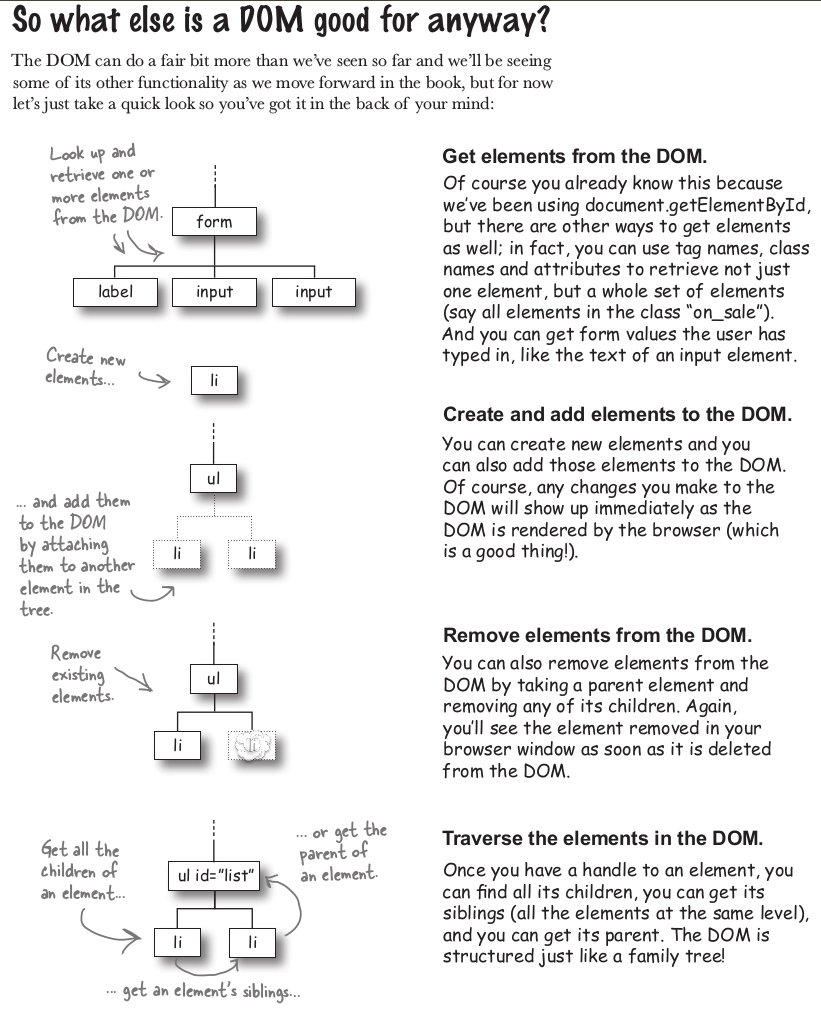 So what else is a DOM good for anyway?
The DOM can do a fair bit more than we've seen so far and we'll be seeing
some of its other functionality as we move forward in the book, but for now
let's just take a quick look so you've got it in the back of your mind:
Look up and
retrieve one or
more elements
from the DOM.
form
label
input
input
Get elements from the DOM.
Of course you already know this because
we've been using document.getElementById,
but there are other ways to get elements
as well; in fact, you can use tag names, class
names and attributes to retrieve not just
one element, but a whole set of elements
(say all elements in the class "on_sale").
And you can get form values the user has
typed in, like the text of an input element.
Create new
elements...
li
ul
... and add them
to the DOM
by attaching
them to another
element in the
tree.
li
li
Create and add elements to the DOM.
You can create new elements and you
can also add those elements to the DOM.
Of course, any changes you make to the
DOM will show up immediately as the
DOM is rendered by the browser (which
is a good thing!).
Remove
existing
elements.
ul
li
li
Remove elements from the DOM.
You can also remove elements from the
DOM by taking a parent element and
removing any of its children. Again,
you'll see the element removed in your
browser window as soon as it is deleted
from the DOM.
Get all the
children of
an element...
... or get the
parent of
an element.
ul id="list"
li
li
... get an element's siblings...
Traverse the elements in the DOM.
Once you have a handle to an element, you
can find all its children, you can get its
siblings (all the elements at the same level),
and you can get its parent. The DOM is
structured just like a family tree!